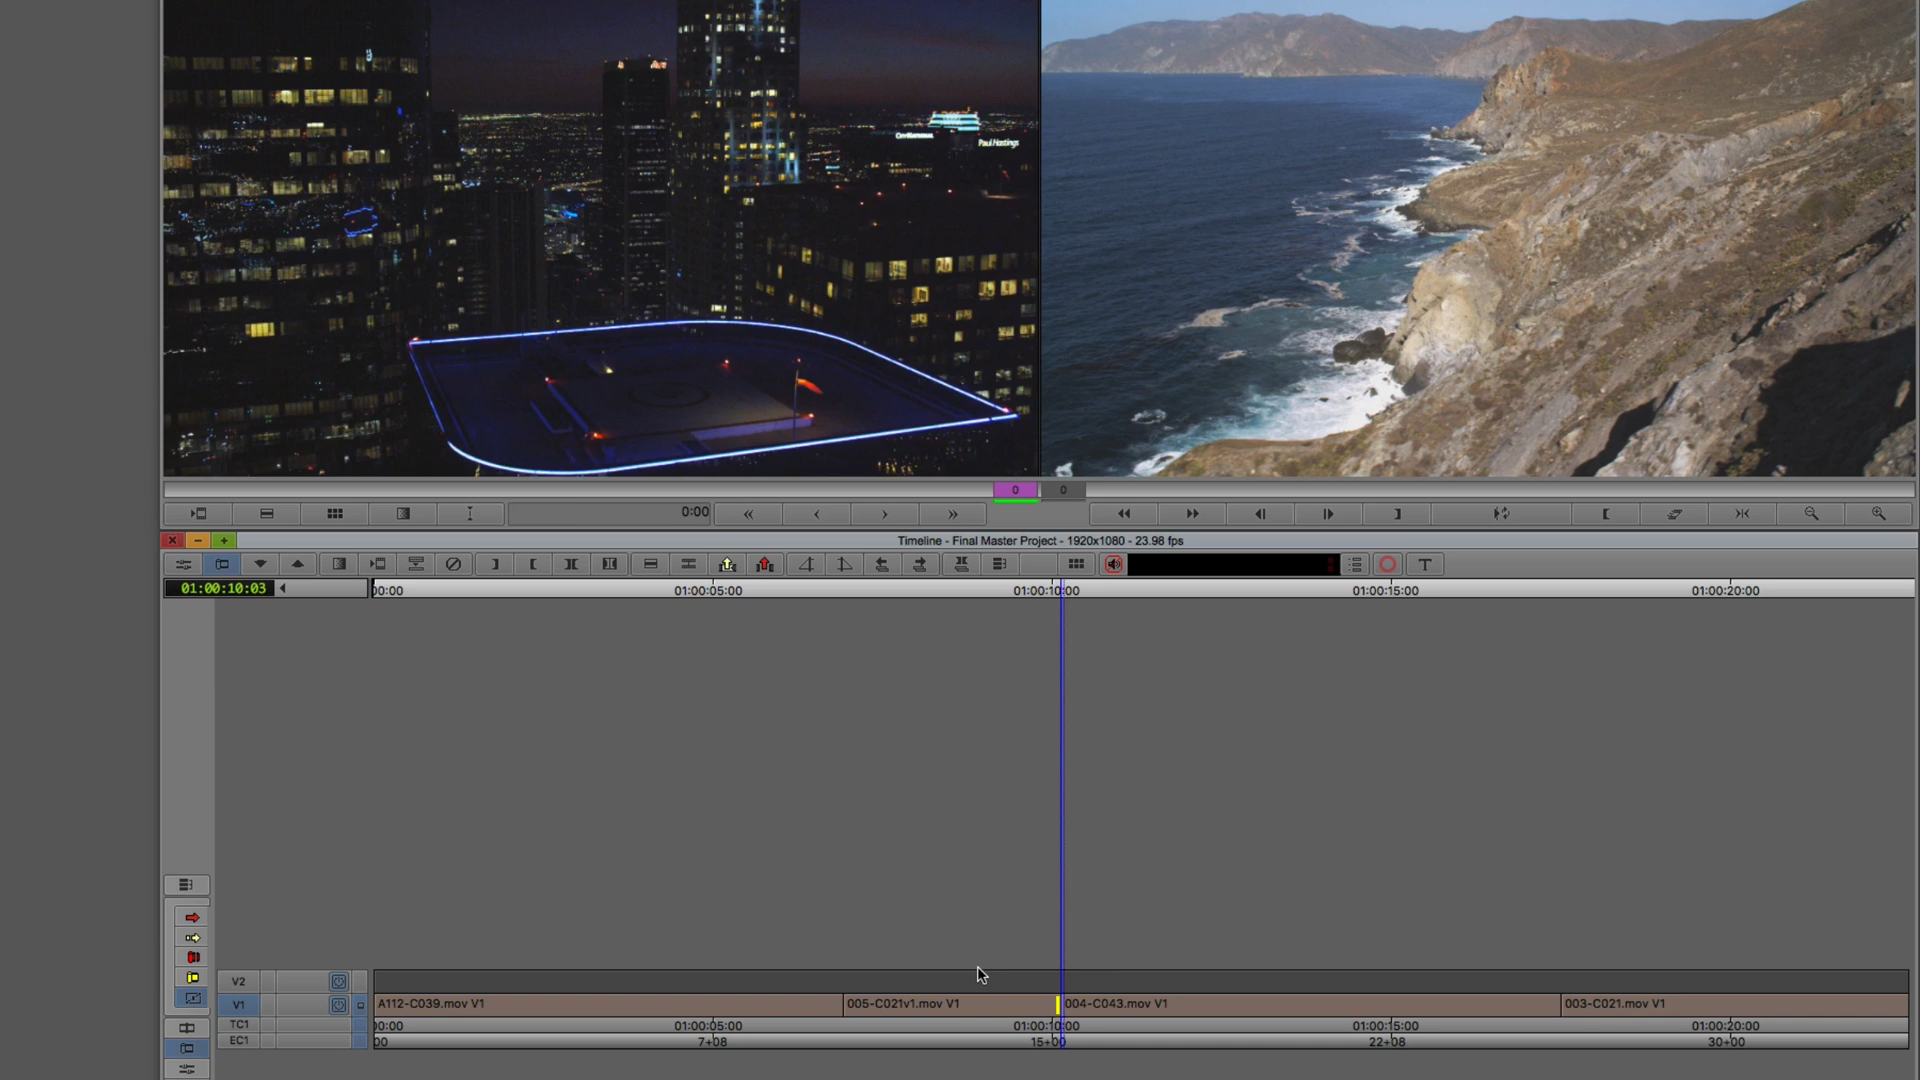 Paul Hastings
0 0
0:00
Timeline - Final Master Project - 1920x1080 - 23.98 fps
T
01:00:10:03
00:00 01:00:05:00 01:00:10:00 01:00:15:00 01:00:20:00
V2
V1 A112-C039.mov V1 005-C021v1.mov V1 004-C043.mov V1 003-C021.mov V1
TC1 00:00 01:00:05:00 01:00:10:00 01:00:15:00 01:00:20:00
EC1 00 7+08 15+00 22+08 30+00